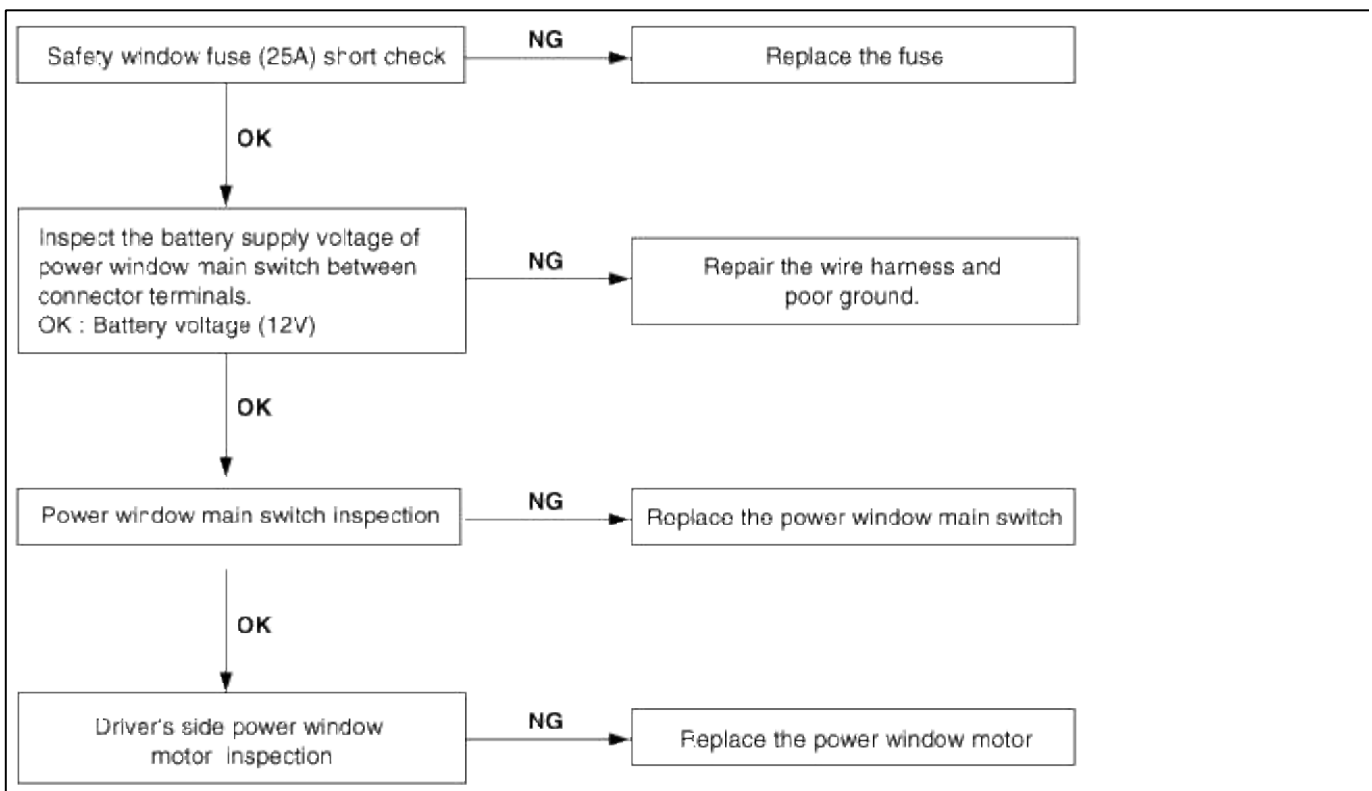 Safety window fuse (25A) short check
NG
Replace the fuse
OK
Inspect the battery supply voltage of
power window main switch between
connector terminals.
OK : Battery voltage (12V)
NG
Repair the wire harness and
poor ground.
OK
Power window main switch inspection
NG
Replace the power window main switch
OK
Driver's side power window
motor inspection
NG
Replace the power window motor